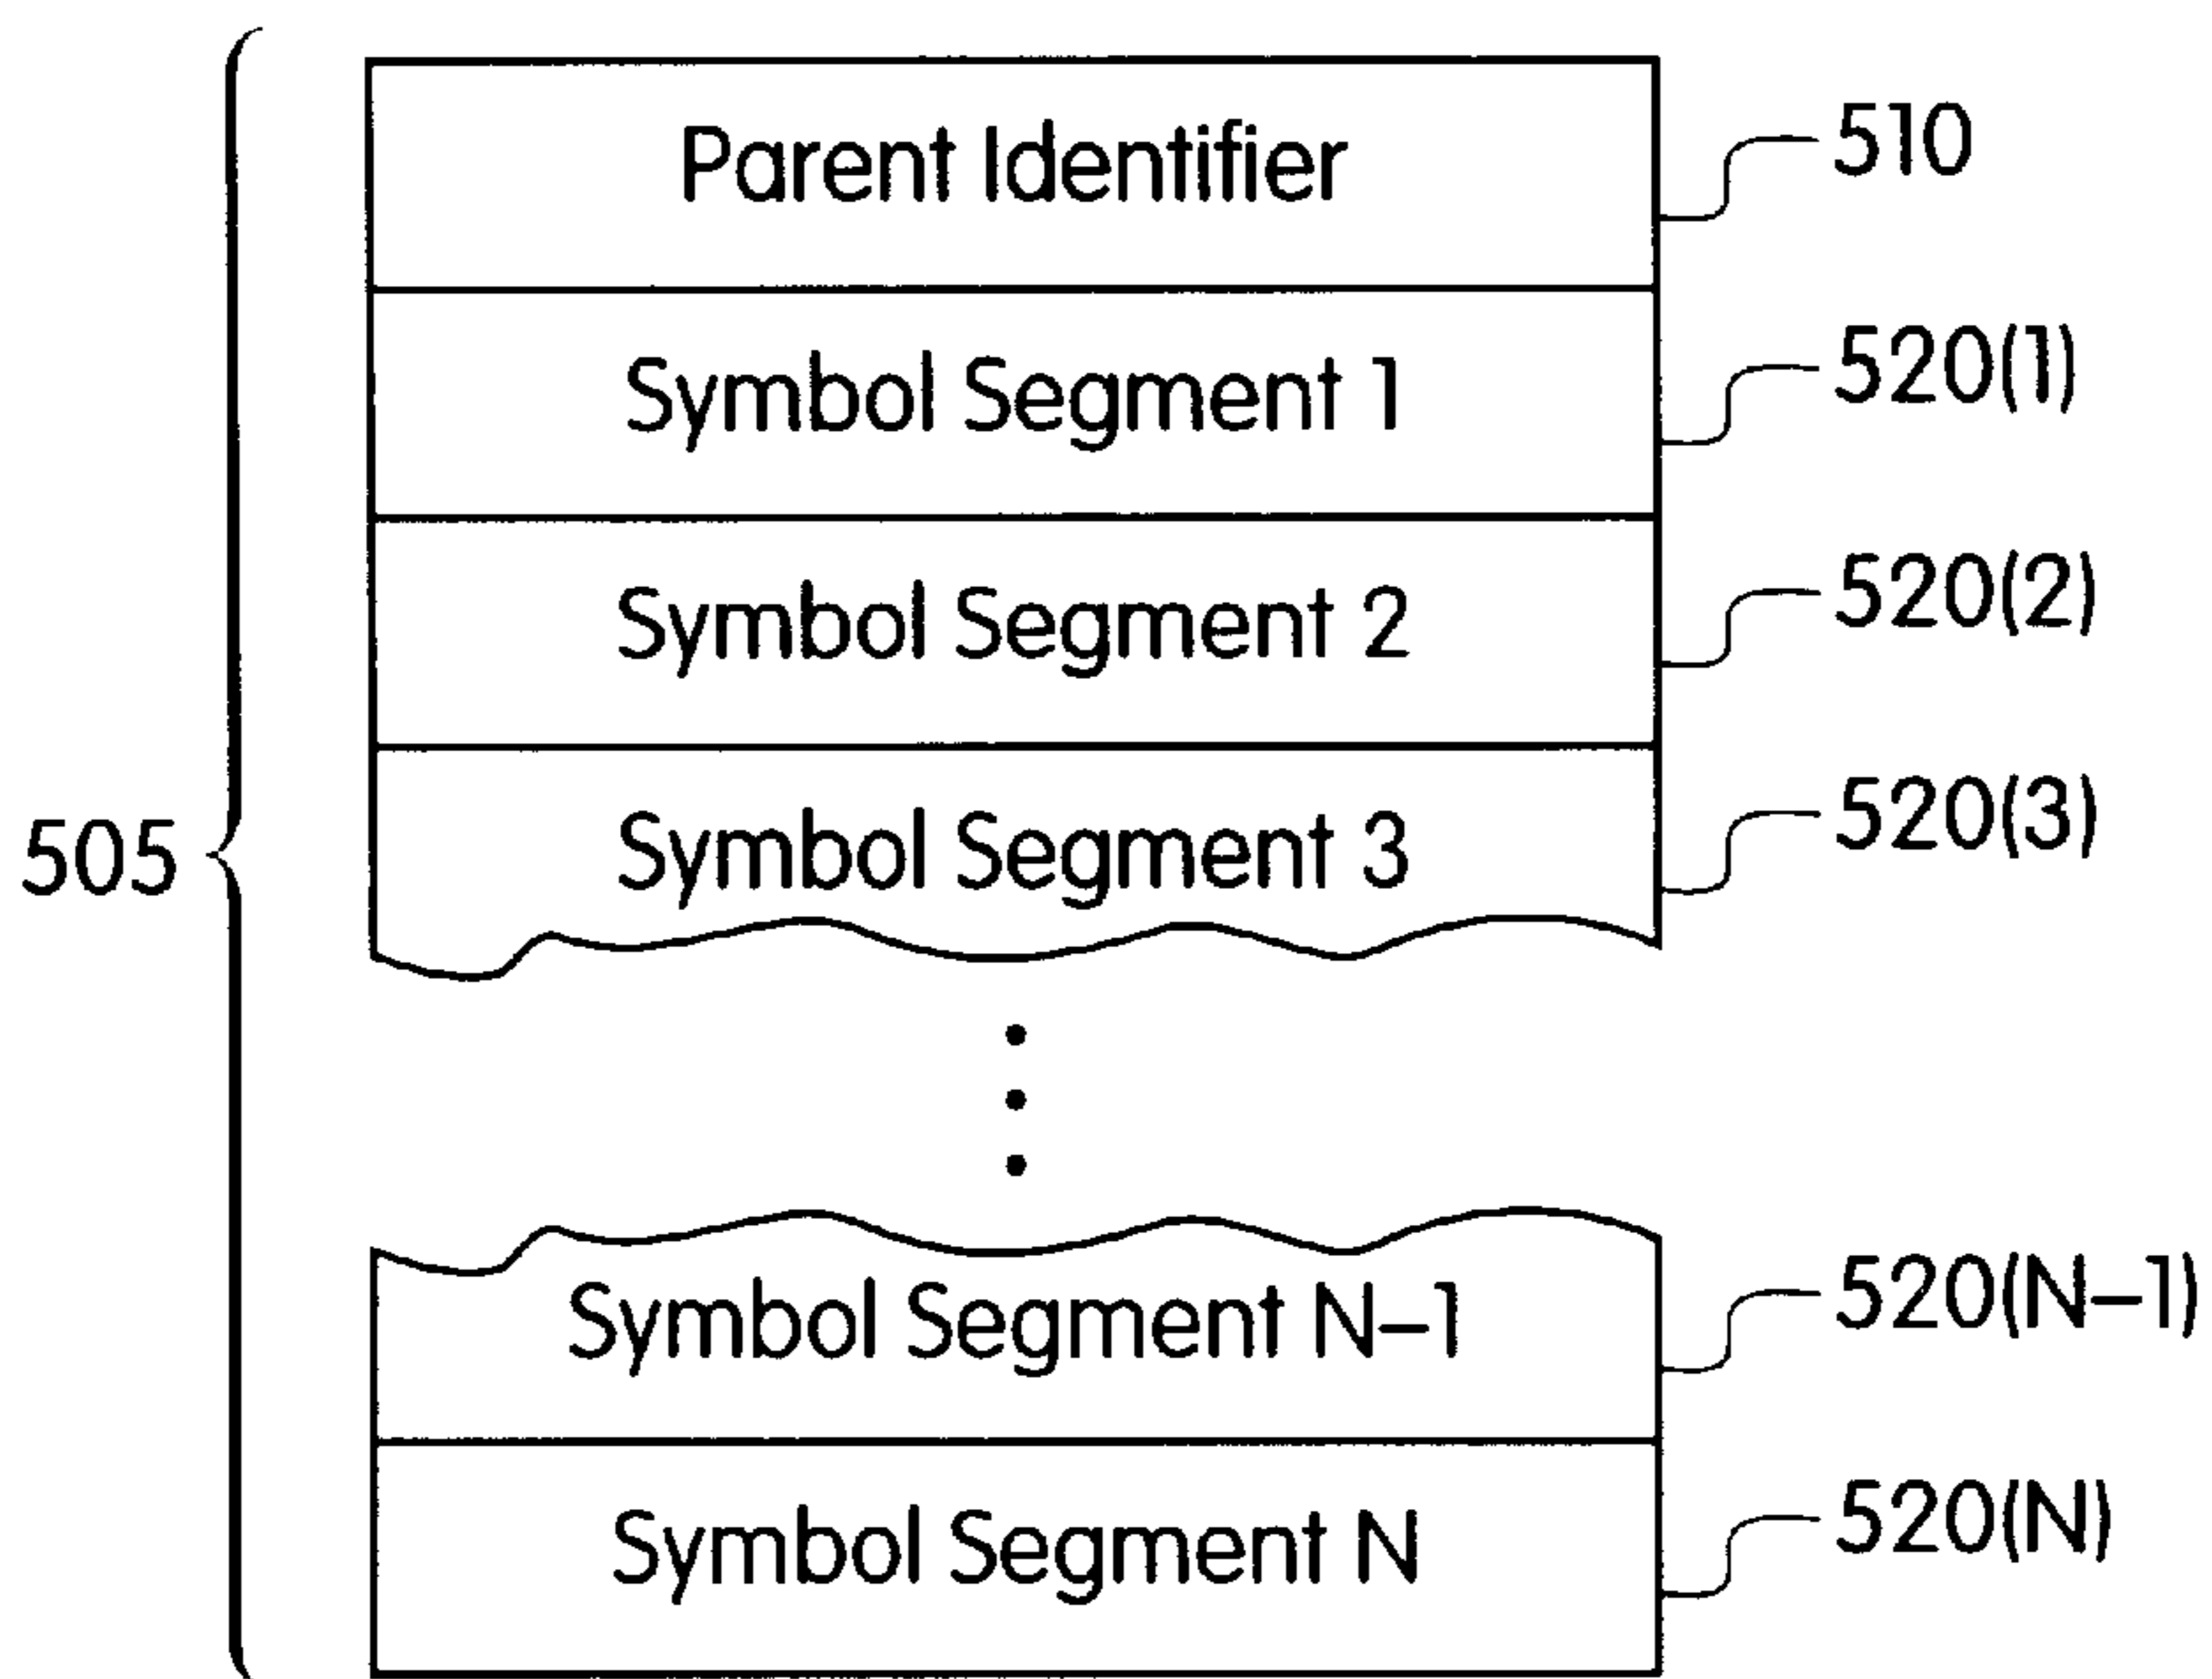 Parent Identifier
510
Symbol Segment 1
520(1)
Symbol Segment 2
520(2)
Symbol Segment 3
520(3)
505
Symbol Segment N–1
520(N–1)
Symbol Segment N
520(N)